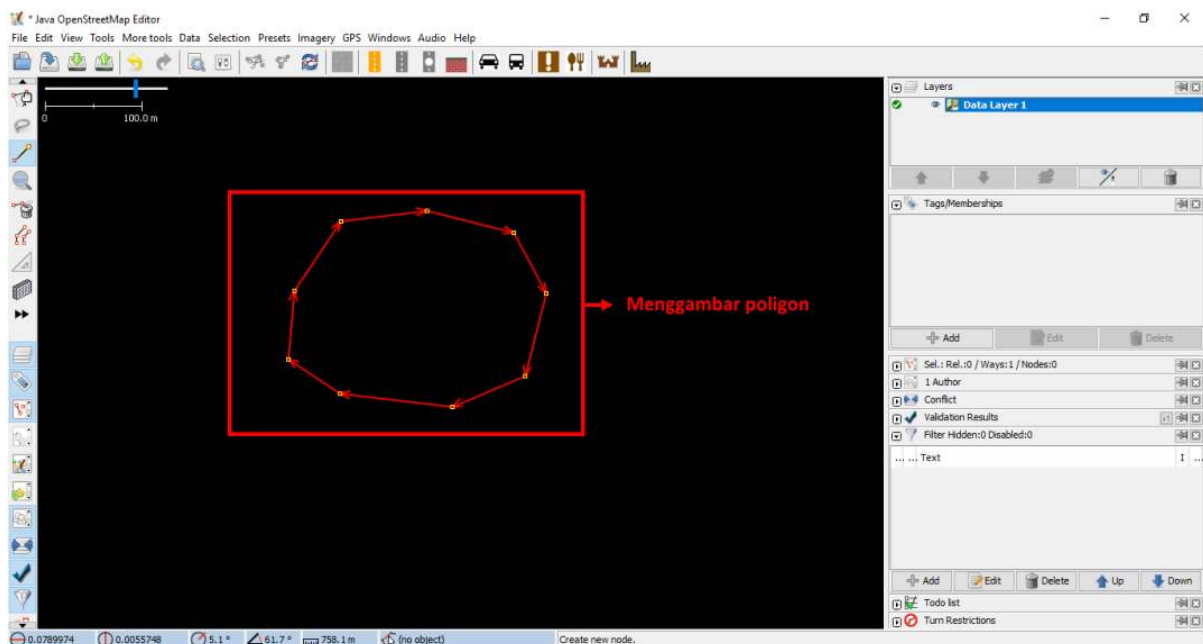 * Java OpenStreetMap Editor
File Edit View Tools More tools Data Selection Presets Imagery GPS Windows Audio Help
0 100.0 m
Menggambar poligon
Layers
Data Layer 1
Tags/Memberships
Add Edit Delete
Sel.: Rel.:0 / Ways:1 / Nodes:0
1 Author
Conflict
Validation Results
Filter Hidden:0 Disabled:0
... ... Text I ...
Add Edit Delete Up Down
Todo list
Turn Restrictions
0.0789974 0.0055748 5.1 ° 61.7 ° 758.1 m (no object) Create new node.